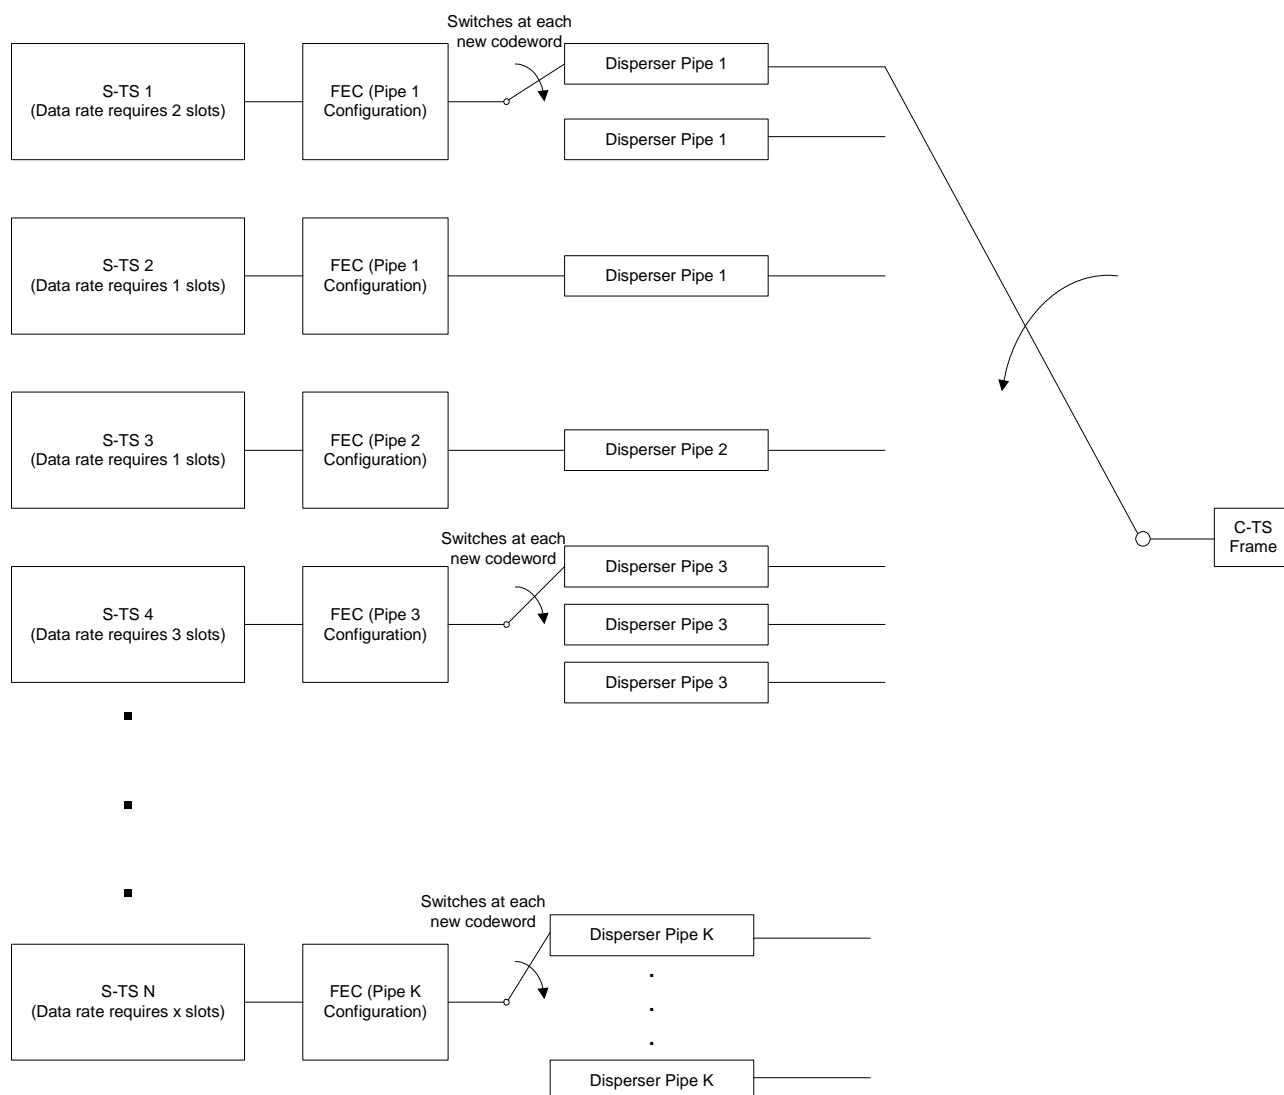 Switches at each
new codeword
S-TS 1
(Data rate requires 2 slots)
FEC (Pipe 1
Configuration)
Disperser Pipe 1
Disperser Pipe 1
S-TS 2
(Data rate requires 1 slots)
FEC (Pipe 1
Configuration)
Disperser Pipe 1
S-TS 3
(Data rate requires 1 slots)
FEC (Pipe 2
Configuration)
Disperser Pipe 2
C-TS
Frame
Switches at each
new codeword
S-TS 4
(Data rate requires 3 slots)
FEC (Pipe 3
Configuration)
Disperser Pipe 3
Disperser Pipe 3
Disperser Pipe 3
Switches at each
new codeword
S-TS N
(Data rate requires x slots)
FEC (Pipe K
Configuration)
Disperser Pipe K
Disperser Pipe K